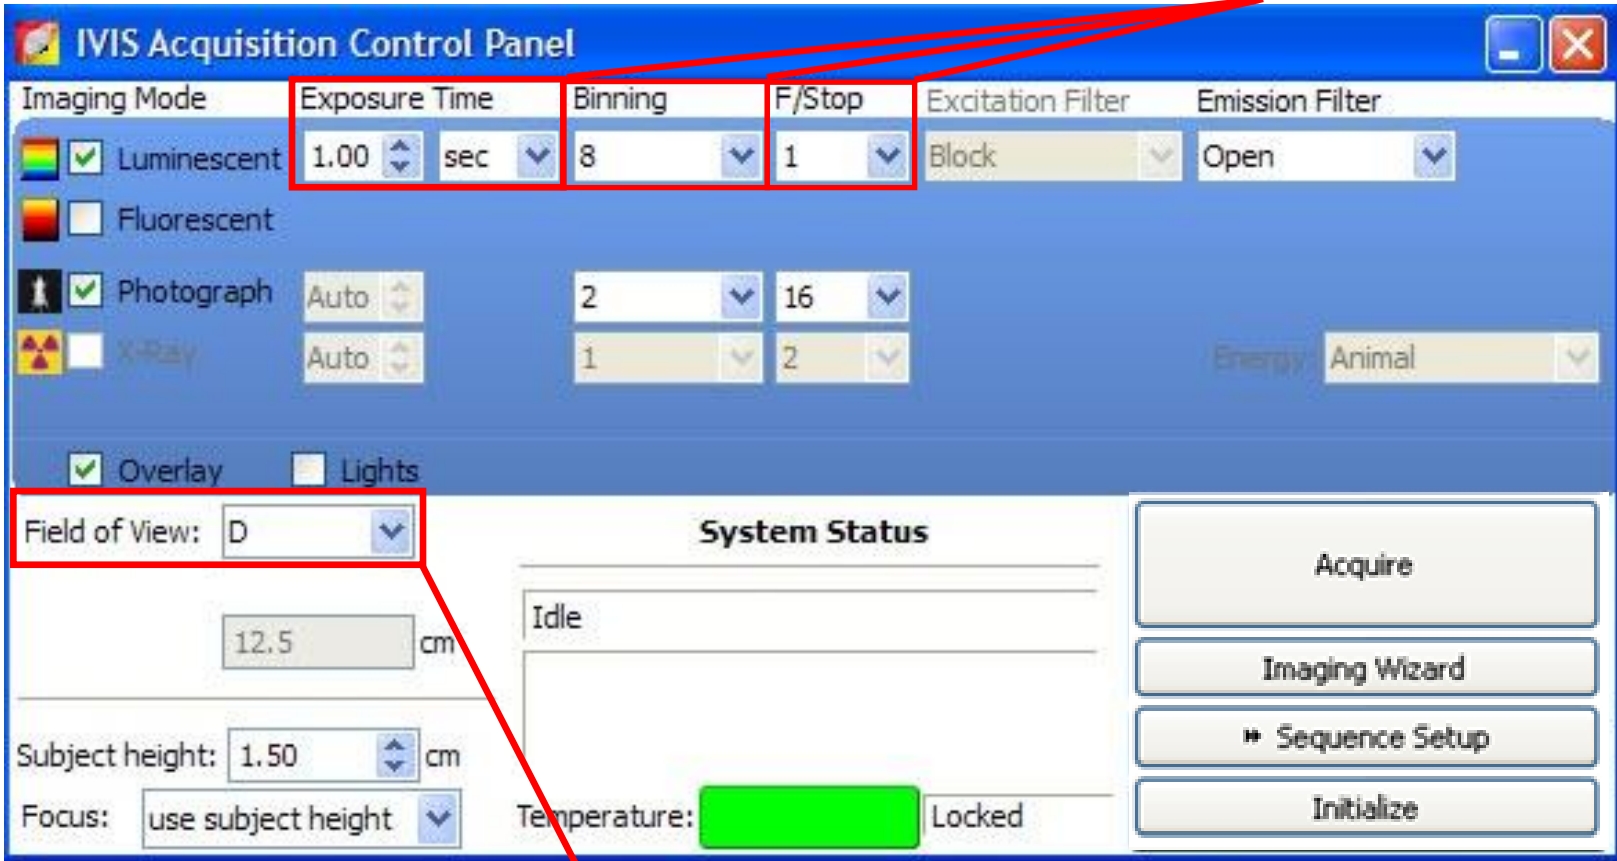 IVIS Acquisition Control Panel
Imaging Mode Exposure Time Binning F/Stop Excitation Filter Emission Filter
Luminescent 1.00 sec 8 1 Block Open
Fluorescent
Photograph Auto 2 16
X-Ray Auto 1 2 Energy Animal
Overlay Lights
Field of View: D System Status
Acquire
Idle
12.5 cm
Imaging Wizard
Sequence Setup
Subject height: 1.50 cm
Focus: use subject height Temperature: Locked Initialize